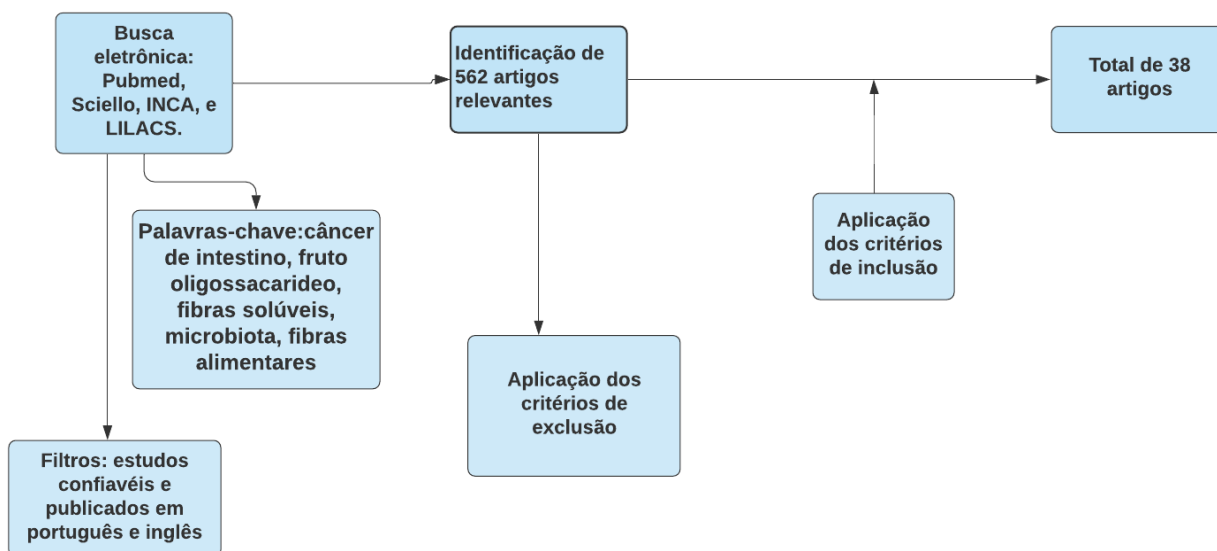 Busca
eletrônica:
Pubmed,
Sciello, INCA, e
LILACS.
Identificação de
562 artigos
relevantes
Total de 38
artigos
Palavras-chave:câncer
de intestino, fruto
oligossacarideo,
fibras solúveis,
microbiota, fibras
alimentares
Aplicação
dos critérios
de inclusão
Aplicação dos
critérios de
exclusão
Filtros: estudos
confiavéis e
publicados em
português e inglês